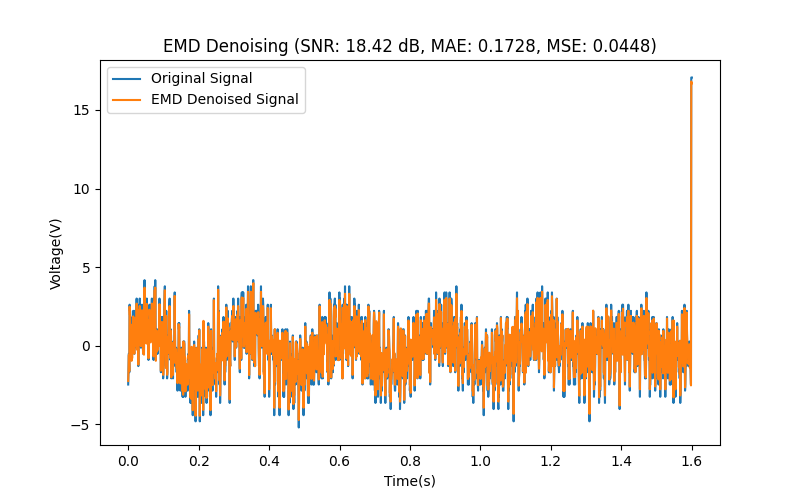 EMD Denoising (SNR: 18.42 dB, MAE: 0.1728, MSE: 0.0448)
Original Signal
EMD Denoised Signal
15
10
5
0
−5
Voltage(V)
0.0 0.2 0.4 0.6 0.8 1.0 1.2 1.4 1.6
Time(s)